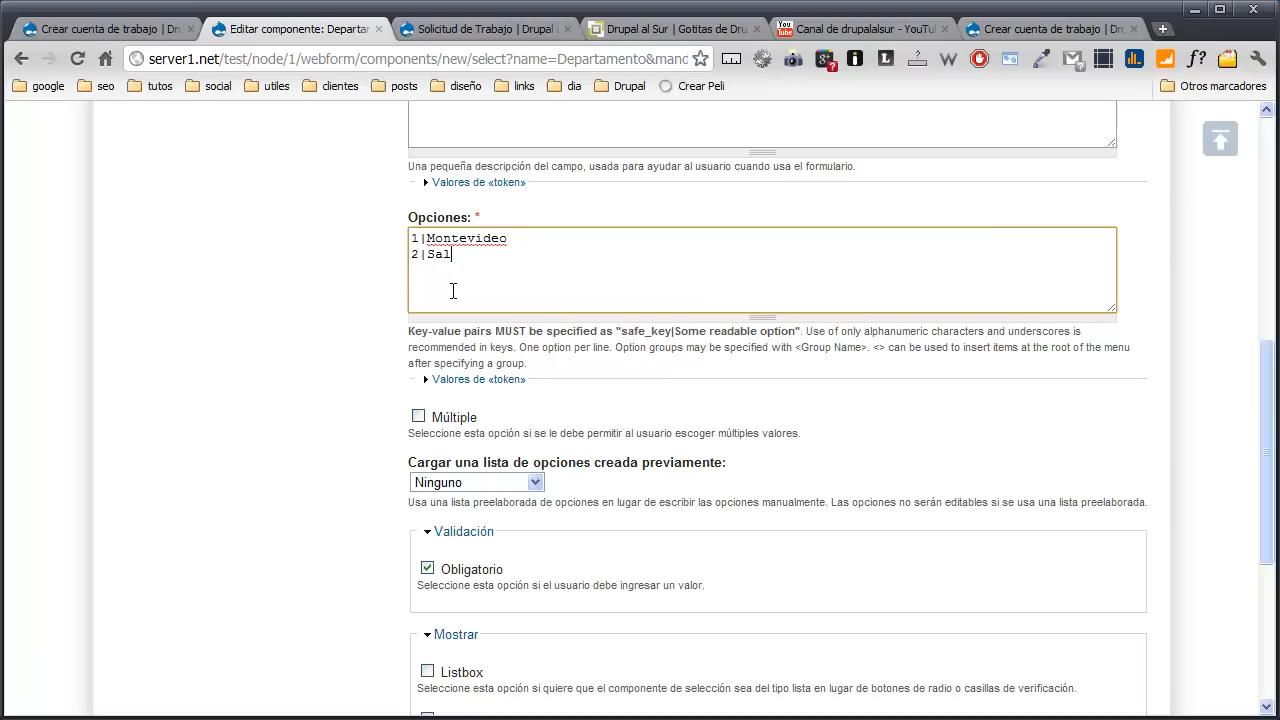 Crear cuenta de trabajo | Dru
Editar componente: Departar
Solicitud de Trabajo | Drupal
Drupal al Sur | Gotitas de Dru
Canal de drupalalsur - YouTu
Crear cuenta de trabajo | Dru
server1.net/test/node/1/webform/components/new/select?nme=Departamento&mand
google seo tutos social utiles clientes posts diseño links dia Drupal Crear Peli Otros marcadores
Una pequeña descripción del campo, usada para ayudar al usuario cuando usa el formulario.
Valores de «token»
Opciones: *
1|Montevideo
2|Sal
Key-value pairs MUST be specified as "safe_key|Some readable option". Use of only alphanumeric characters and underscores is
recommended in keys. One option per line. Option groups may be specified with <Group Name>. <> can be used to insert items at the root of the menu
after specifying a group.
Valores de «token»
Múltiple
Seleccione esta opción si se le debe permitir al usuario escoger múltiples valores.
Cargar una lista de opciones creada previamente:
Ninguno
Usa una lista preelaborada de opciones en lugar de escribir las opciones manualmente. Las opciones no serán editables si se usa una lista preelaborada.
Validación
Obligatorio
Seleccione esta opción si el usuario debe ingresar un valor.
Mostrar
Listbox
Seleccione esta opción si quiere que el componente de selección sea del tipo lista en lugar de botones de radio o casillas de verificación.